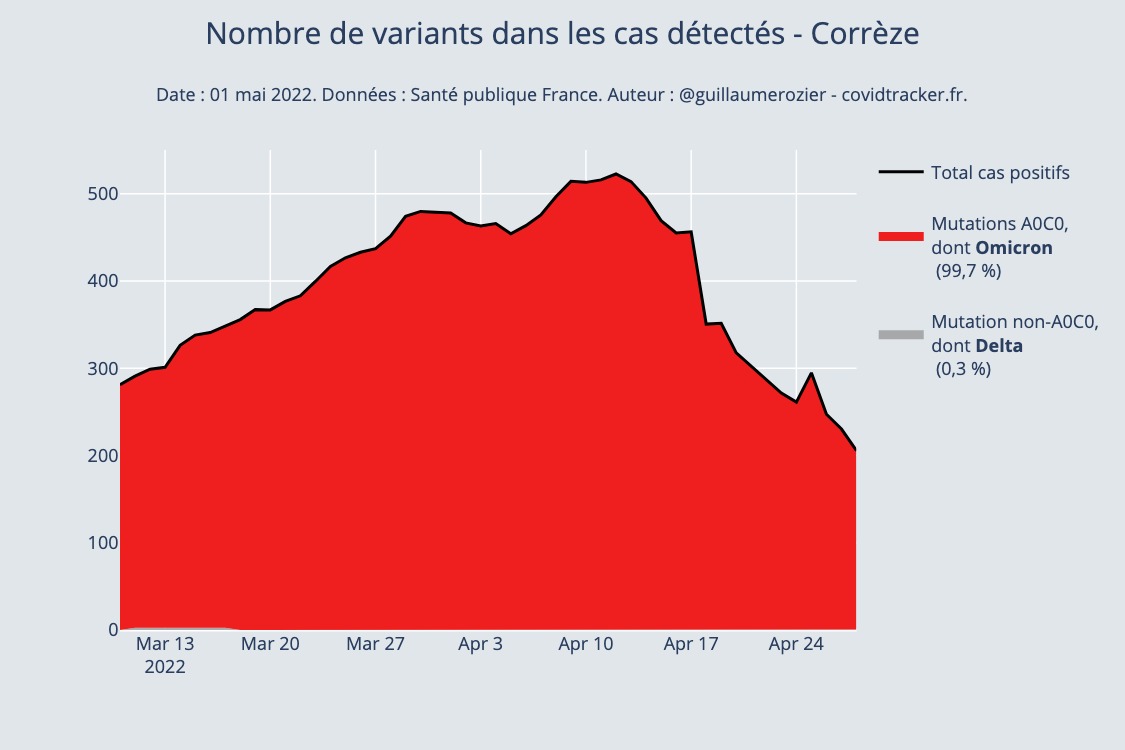 Nombre de variants dans les cas détectés - Corrèze
Date : 01 mai 2022. Données : Santé publique France. Auteur : @guillaumerozier - covidtracker.fr.
500
400
300
200
100
0
Mar 13
2022
Mar 20
Mar 27
Apr 3
Apr 10
Apr 17
Apr 24
Total cas positifs
Mutations A0C0,
dont Omicron
(99,7 %)
Mutation non-A0C0,
dont Delta
(0,3 %)